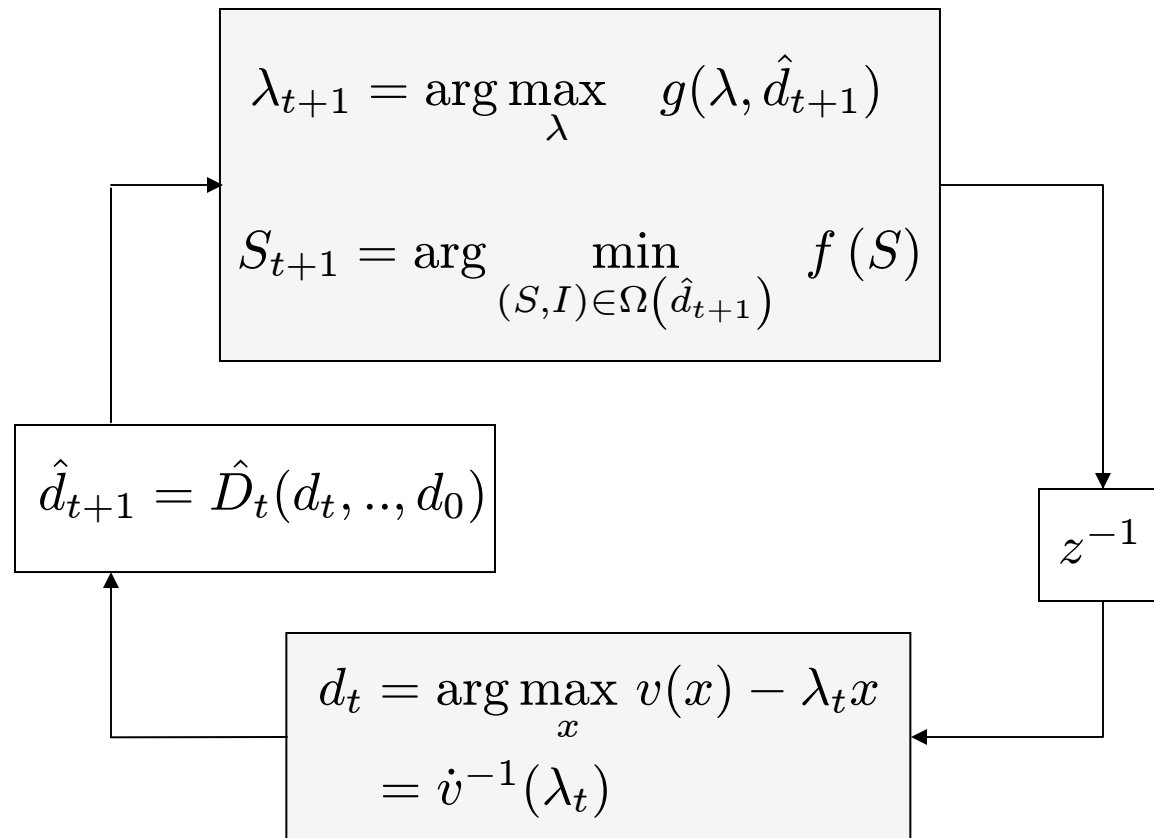 λ_{t+1} = arg max_λ g(λ, d̂_{t+1})
S_{t+1} = arg min_{(S,I)∈Ω(d̂_{t+1})} f (S)
d̂_{t+1} = D̂_t(d_t, .., d_0)
z^{-1}
d_t = arg max_x v(x) − λ_t x
= v̇^{-1}(λ_t)